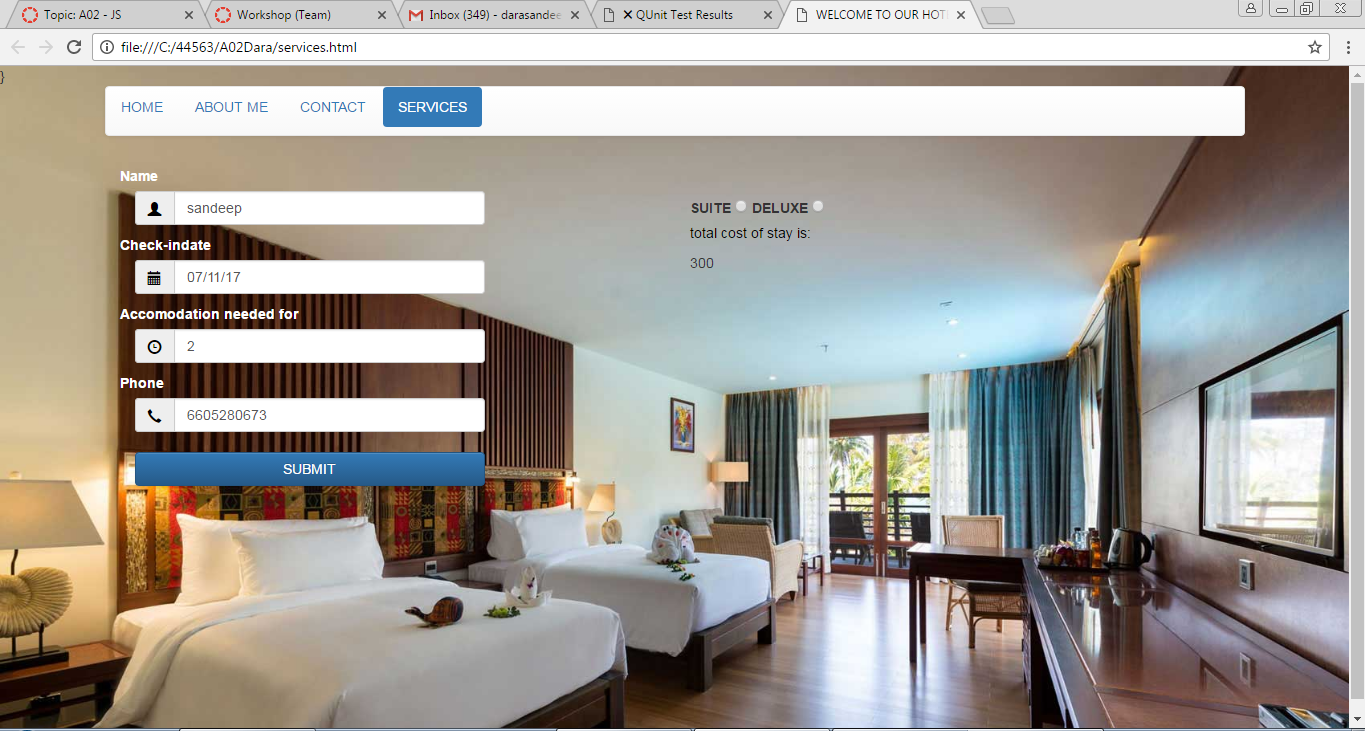 Topic: A02 - JS
Workshop (Team)
Inbox (349) - darasandee
✕ QUnit Test Results
WELCOME TO OUR HOT
file:///C:/44563/A02Dara/services.html
}
HOME ABOUT ME CONTACT SERVICES
Name
sandeep
Check-indate
07/11/17
Accomodation needed for
2
Phone
6605280673
SUBMIT
SUITE DELUXE
total cost of stay is:
300